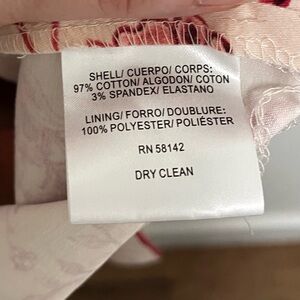 SHELL/ CUERPO/ CORPS:
97% COTTON/ ALGODON/ COTON
3% SPANDEX/ ELASTANO
LINING/ FORRO/ DOUBLURE:
100% POLYESTER/ POLIÉSTER
RN 58142
DRY CLEAN